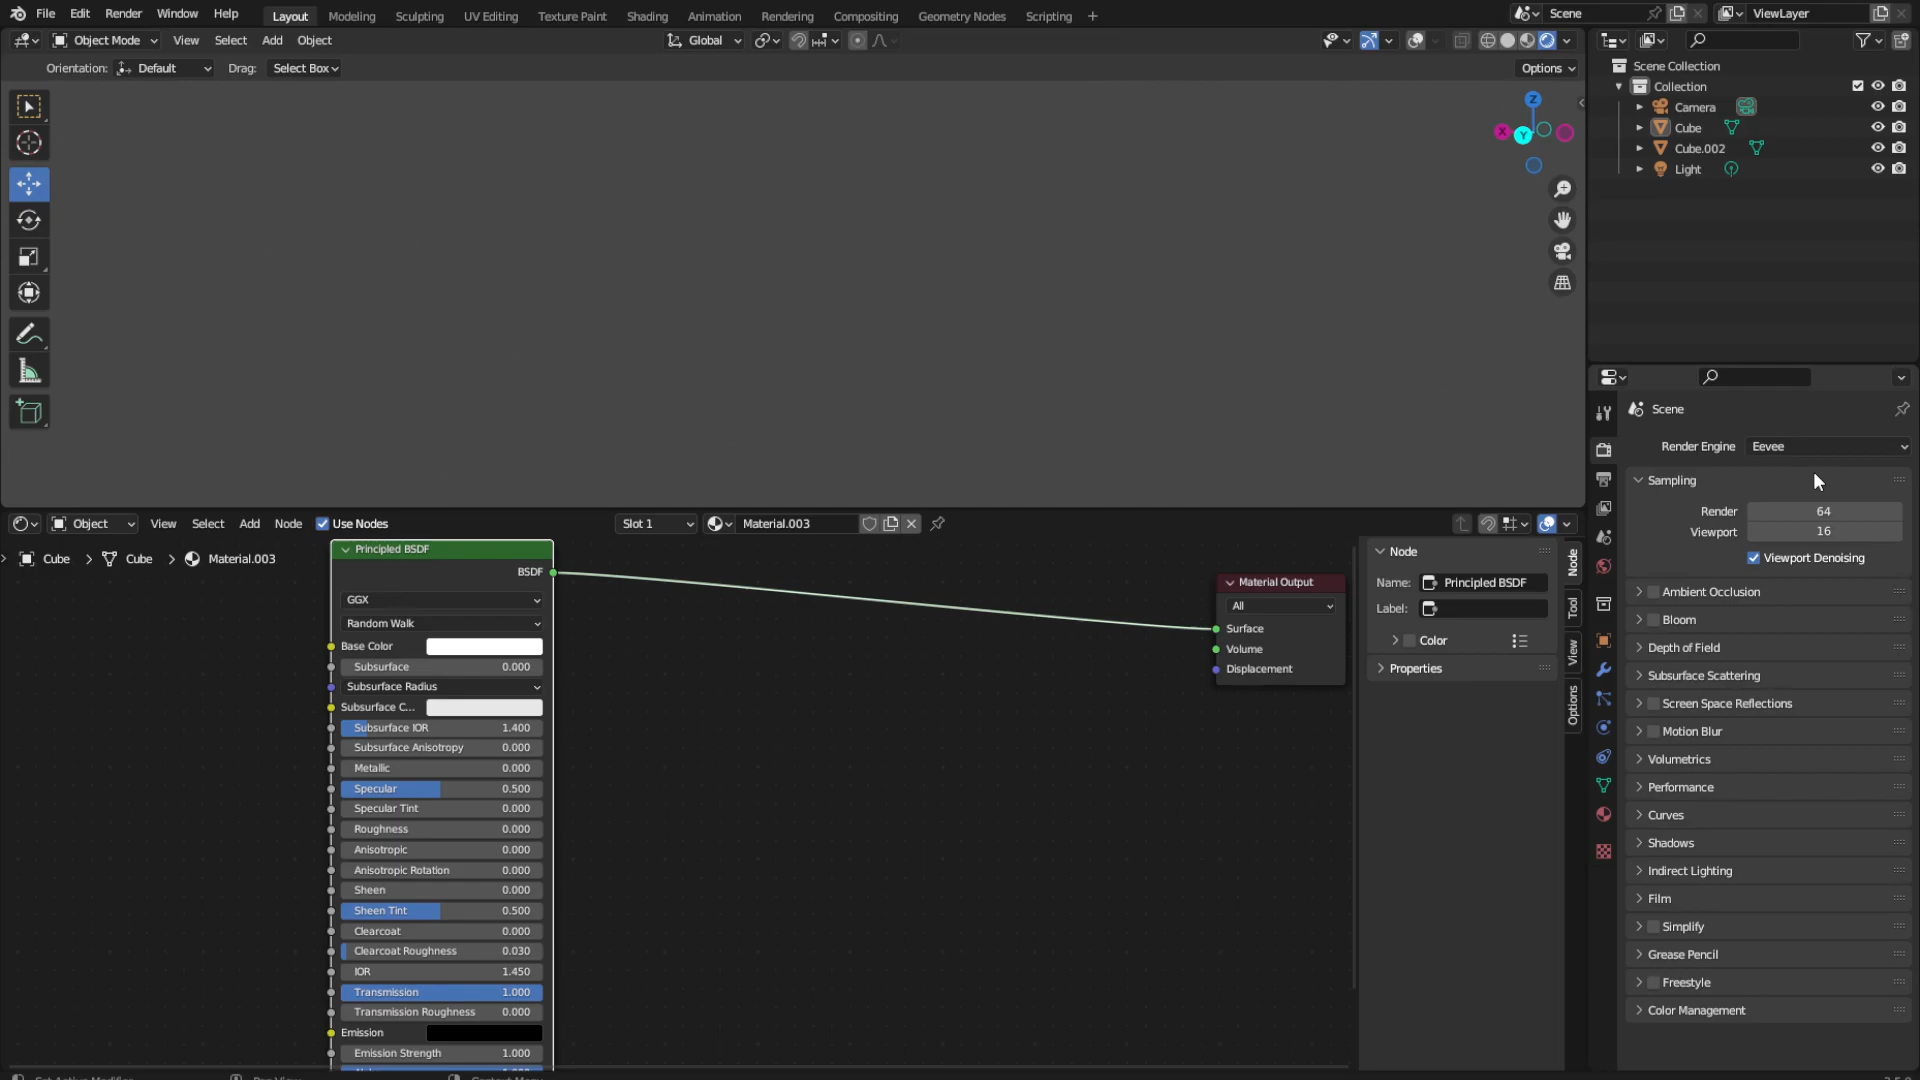 File Edit Render Window Help Layout Modeling Sculpting UV Editing Texture Paint Shading Animation Rendering Compositing Geometry Nodes Scripting + Scene ViewLayer
Object Mode View Select Add Object Global
Orientation: Default Drag: Select Box Options
Z
X
Y
Scene Collection
Collection
Camera
Cube
Cube.002
Light
Scene
Render Engine Eevee
Sampling
Render 64
Viewport 16
Viewport Denoising
Ambient Occlusion
Bloom
Depth of Field
Subsurface Scattering
Screen Space Reflections
Motion Blur
Volumetrics
Performance
Curves
Shadows
Indirect Lighting
Film
Simplify
Grease Pencil
Freestyle
Color Management
Object View Select Add Node Use Nodes Slot 1 Material.003
Cube Cube Material.003
Principled BSDF
BSDF
GGX
Random Walk
Base Color
Subsurface 0.000
Subsurface Radius
Subsurface C...
Subsurface IOR 1.400
Subsurface Anisotropy 0.000
Metallic 0.000
Specular 0.500
Specular Tint 0.000
Roughness 0.000
Anisotropic 0.000
Anisotropic Rotation 0.000
Sheen 0.000
Sheen Tint 0.500
Clearcoat 0.000
Clearcoat Roughness 0.030
IOR 1.450
Transmission 1.000
Transmission Roughness 0.000
Emission
Emission Strength 1.000
Material Output
All
Surface
Volume
Displacement
Node
Name: Principled BSDF
Label:
Color
Properties
Node
Tool
View
Options